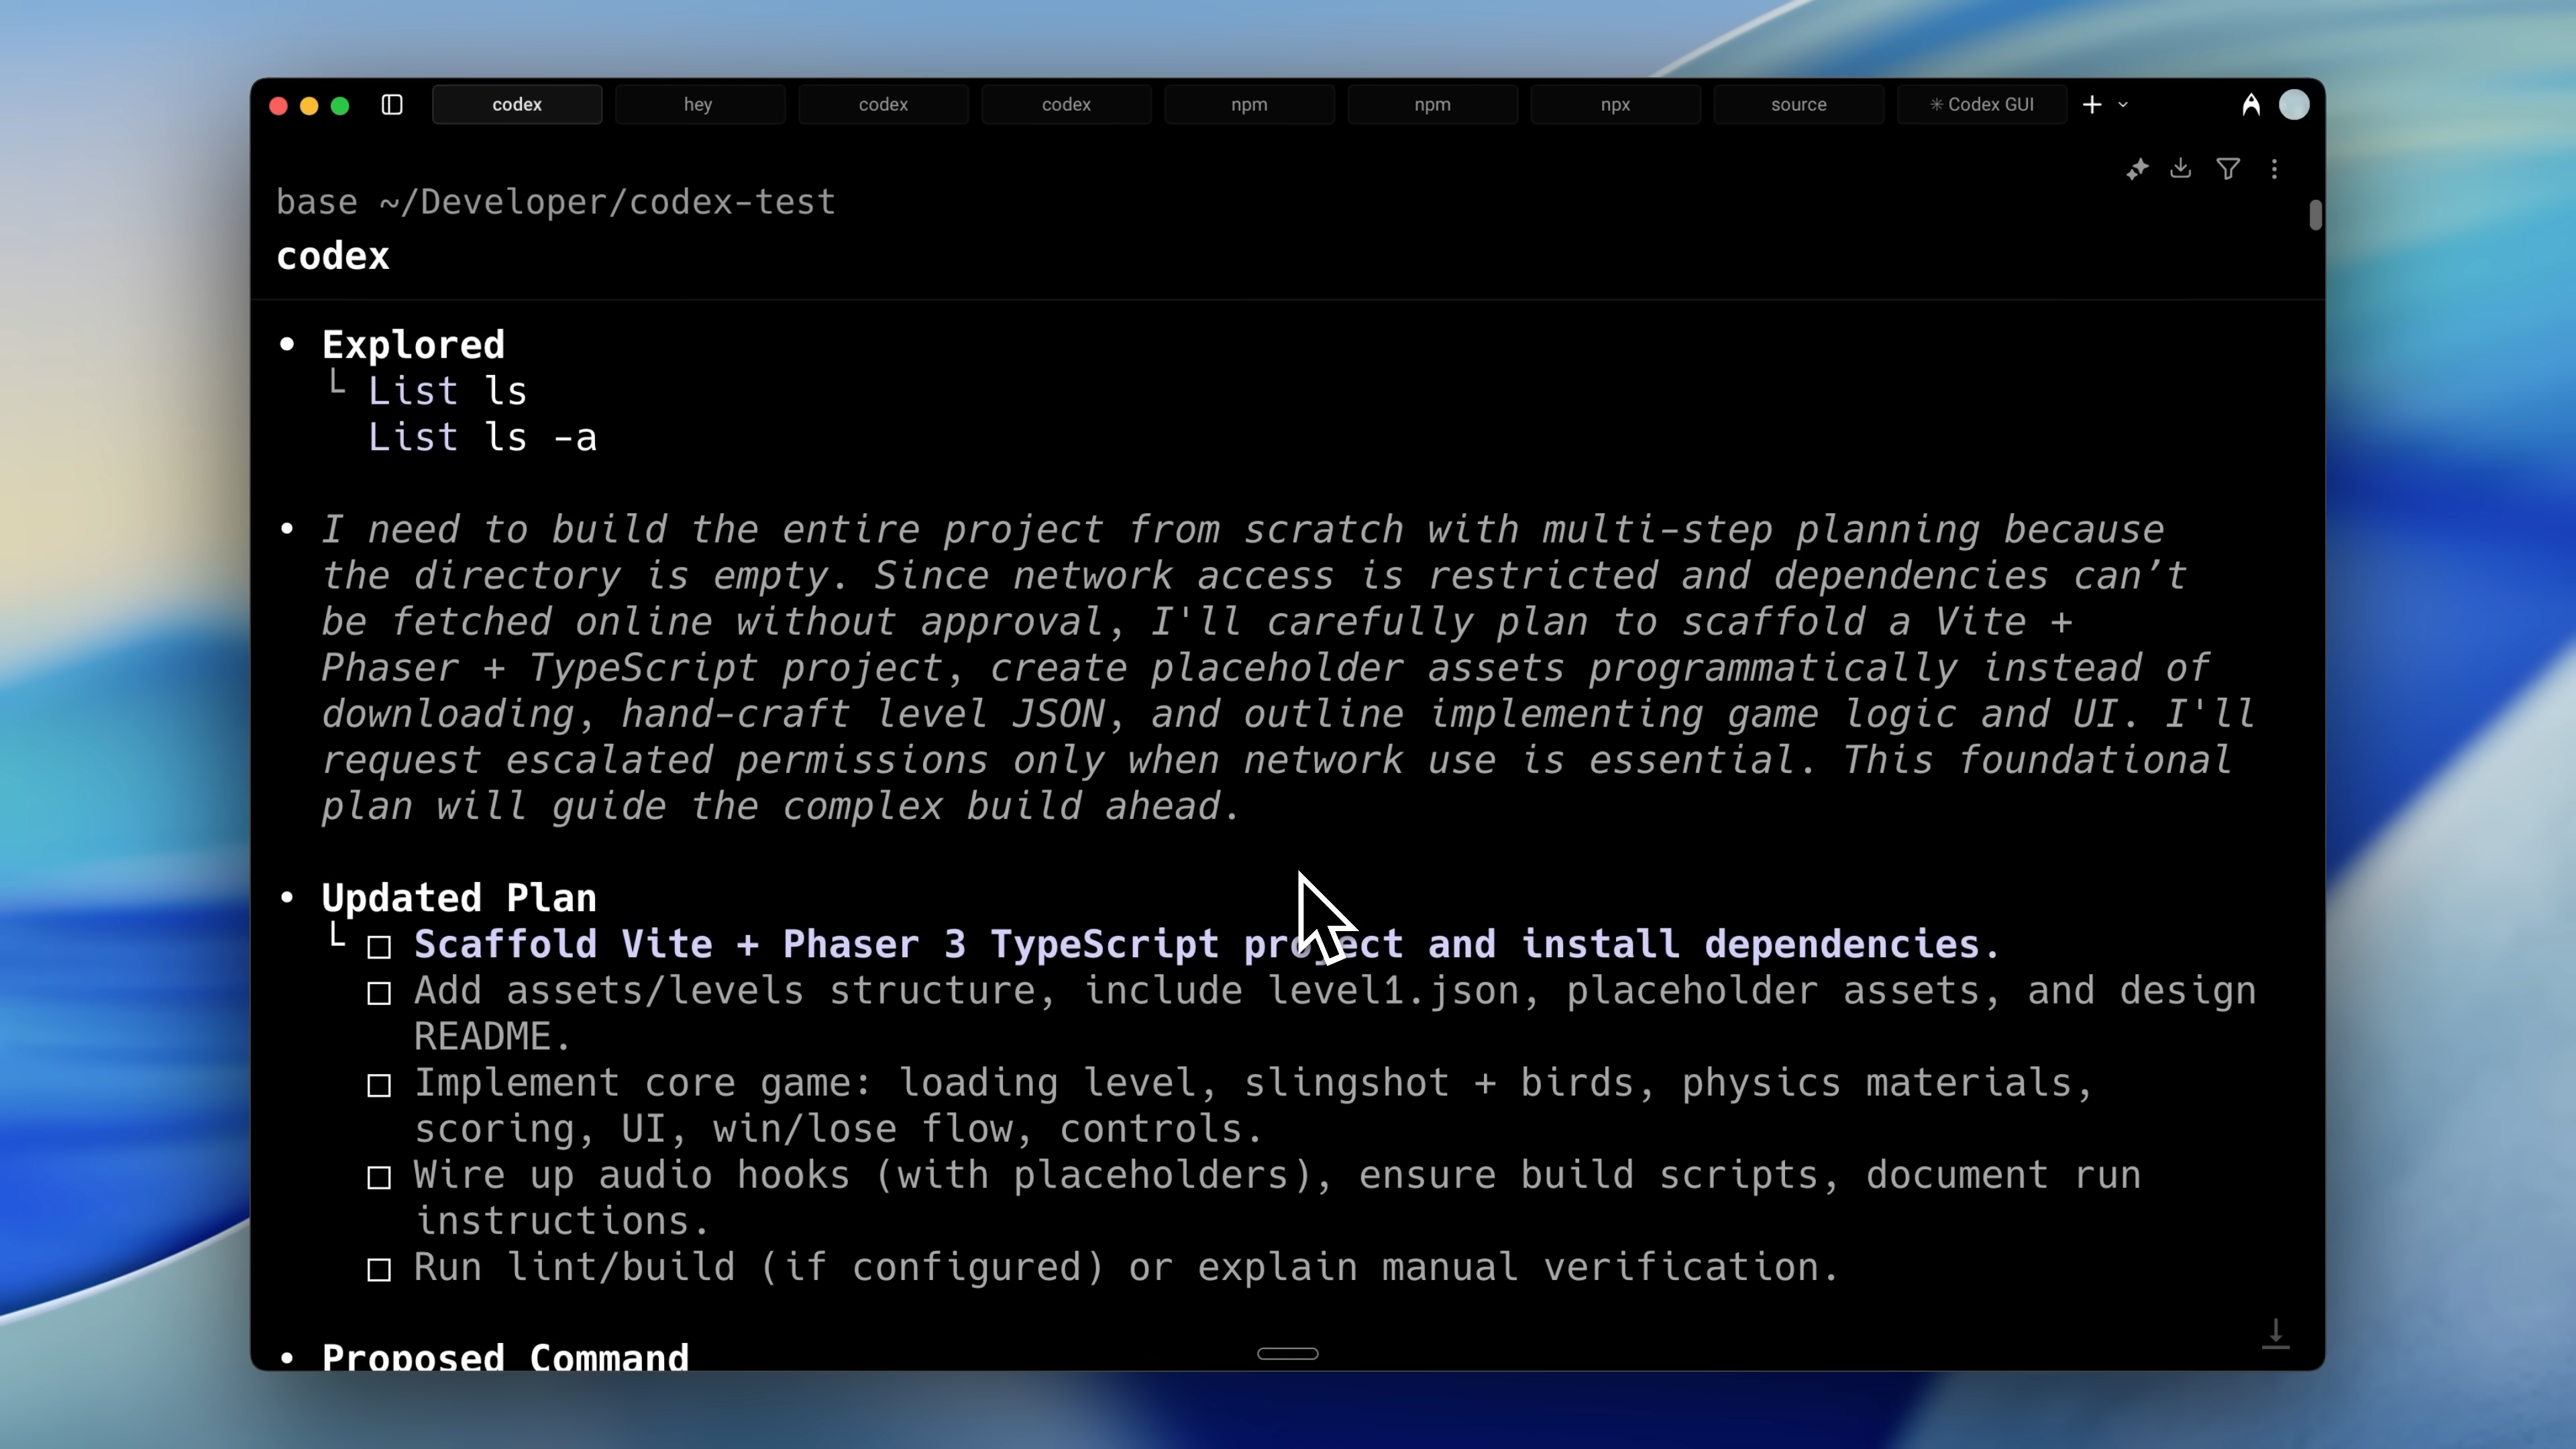 codex
hey
codex
codex
npm
npm
npx
source
✳ Codex GUI
base ~/Developer/codex-test
codex
• Explored
└ List ls
List ls -a
• I need to build the entire project from scratch with multi-step planning because
the directory is empty. Since network access is restricted and dependencies can’t
be fetched online without approval, I'll carefully plan to scaffold a Vite +
Phaser + TypeScript project, create placeholder assets programmatically instead of
downloading, hand-craft level JSON, and outline implementing game logic and UI. I'll
request escalated permissions only when network use is essential. This foundational
plan will guide the complex build ahead.
• Updated Plan
└ □ Scaffold Vite + Phaser 3 TypeScript project and install dependencies.
□ Add assets/levels structure, include level1.json, placeholder assets, and design
README.
□ Implement core game: loading level, slingshot + birds, physics materials,
scoring, UI, win/lose flow, controls.
□ Wire up audio hooks (with placeholders), ensure build scripts, document run
instructions.
□ Run lint/build (if configured) or explain manual verification.
• Proposed Command